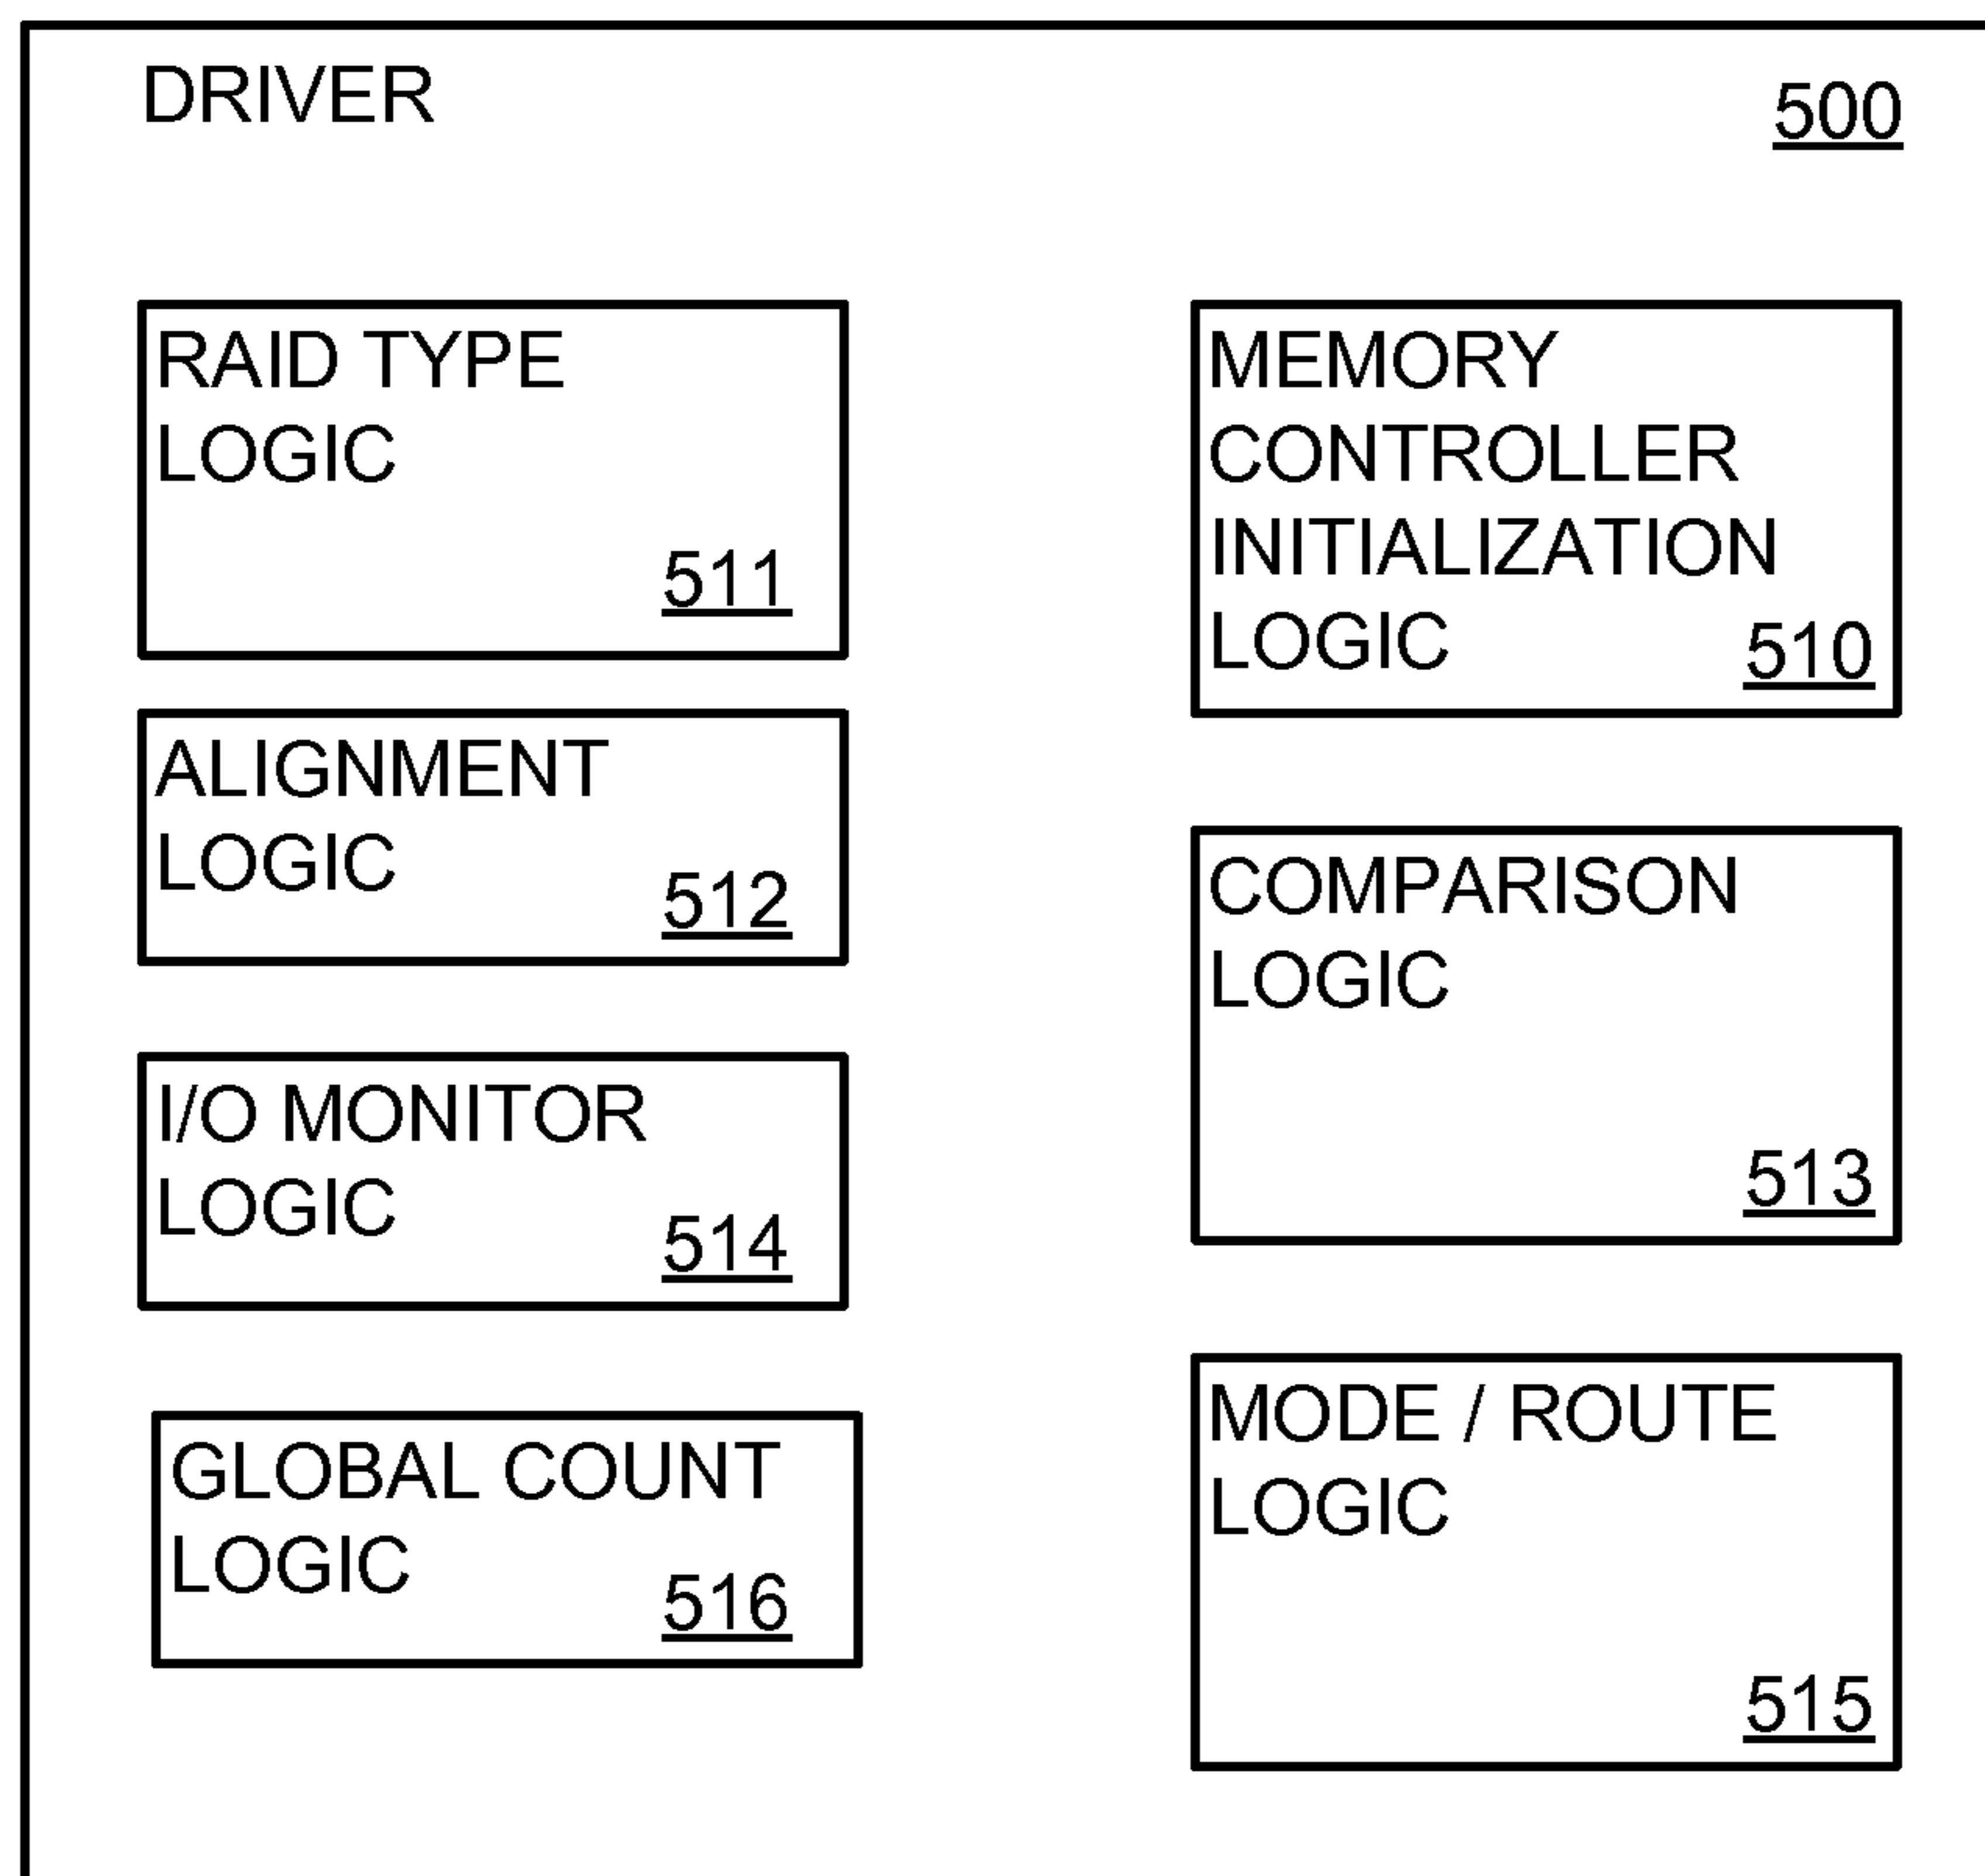 DRIVER
500
RAID TYPE
LOGIC
511
MEMORY
CONTROLLER
INITIALIZATION
LOGIC
510
ALIGNMENT
LOGIC
512
COMPARISON
LOGIC
513
I/O MONITOR
LOGIC
514
MODE / ROUTE
LOGIC
515
GLOBAL COUNT
LOGIC
516